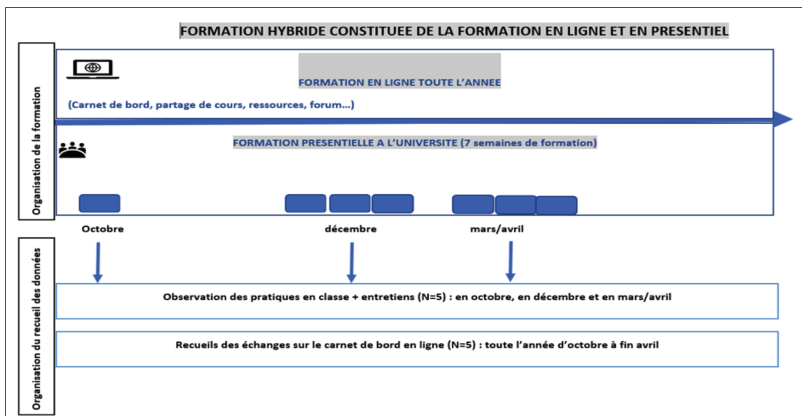 FORMATION HYBRIDE CONSTITUEE DE LA FORMATION EN LIGNE ET EN PRESENTIEL
Organisation de la formation
FORMATION EN LIGNE TOUTE L'ANNEE
(Carnet de bord, partage de cours, ressources, forum...)
FORMATION PRESENTIELLE A L'UNIVERSITE (7 semaines de formation)
Octobre
décembre
mars/avril
Organisation du recueil des données
Observation des pratiques en classe + entretiens (N=5) : en octobre, en décembre et en mars/avril
Recueils des échanges sur le carnet de bord en ligne (N=5) : toute l'année d'octobre à fin avril